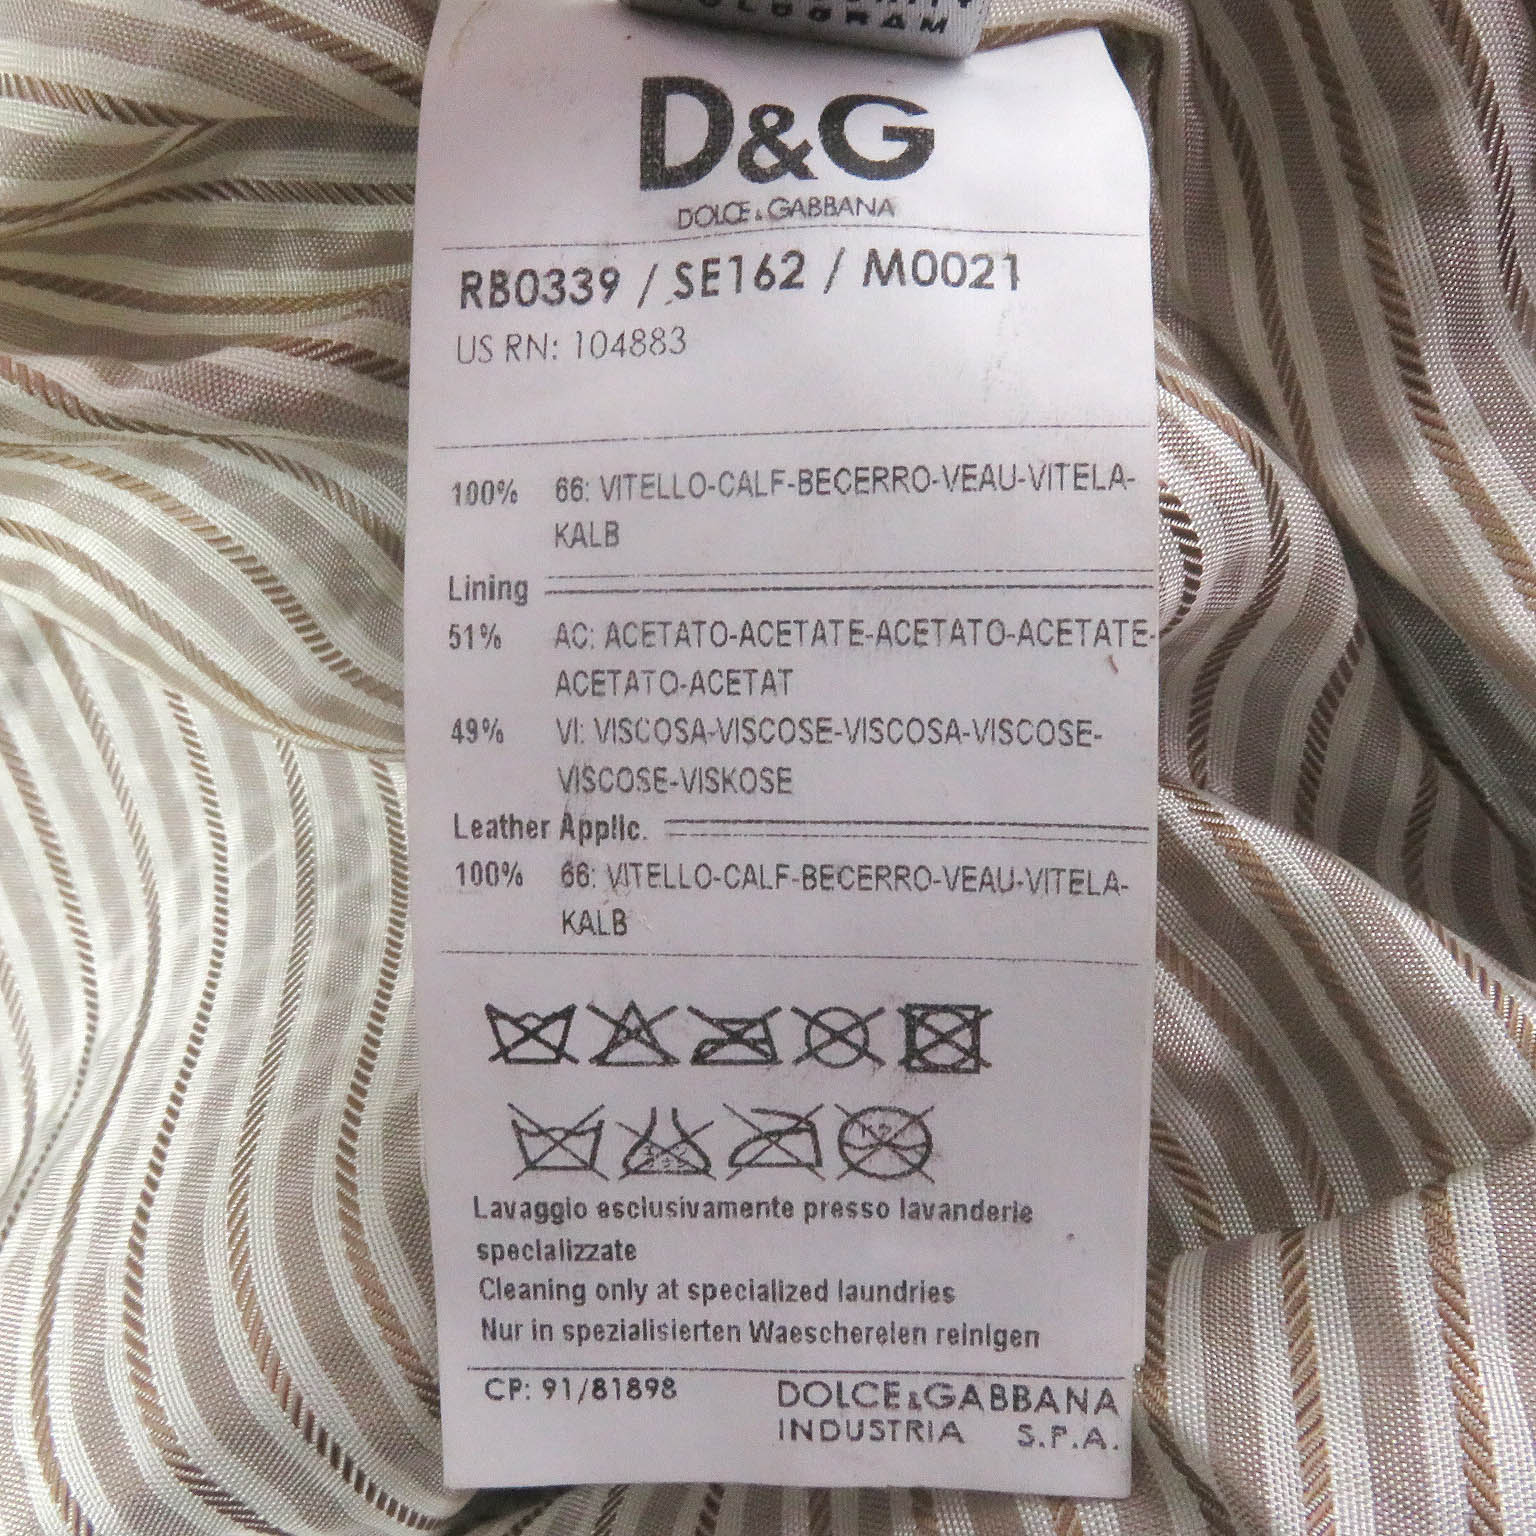 HOLOGRAM
D&G
DOLCE & GABBANA
RB0339 / SE162 / M0021
US RN: 104883
100% 66: VITELLO-CALF-BECERRO-VEAU-VITELA-
KALB
Lining
51% AC: ACETATO-ACETATE-ACETATO-ACETATE-
ACETATO-ACETAT
49% VI: VISCOSA-VISCOSE-VISCOSA-VISCOSE-
VISCOSE-VISKOSE
Leather Applic.
100% 66: VITELLO-CALF-BECERRO-VEAU-VITELA-
KALB
Lavaggio esclusivamente presso lavanderie
specializzate
Cleaning only at specialized laundries
Nur in spezialisierten Waeschereien reinigen
CP: 91/81898 DOLCE&GABBANA
INDUSTRIA S.P.A.